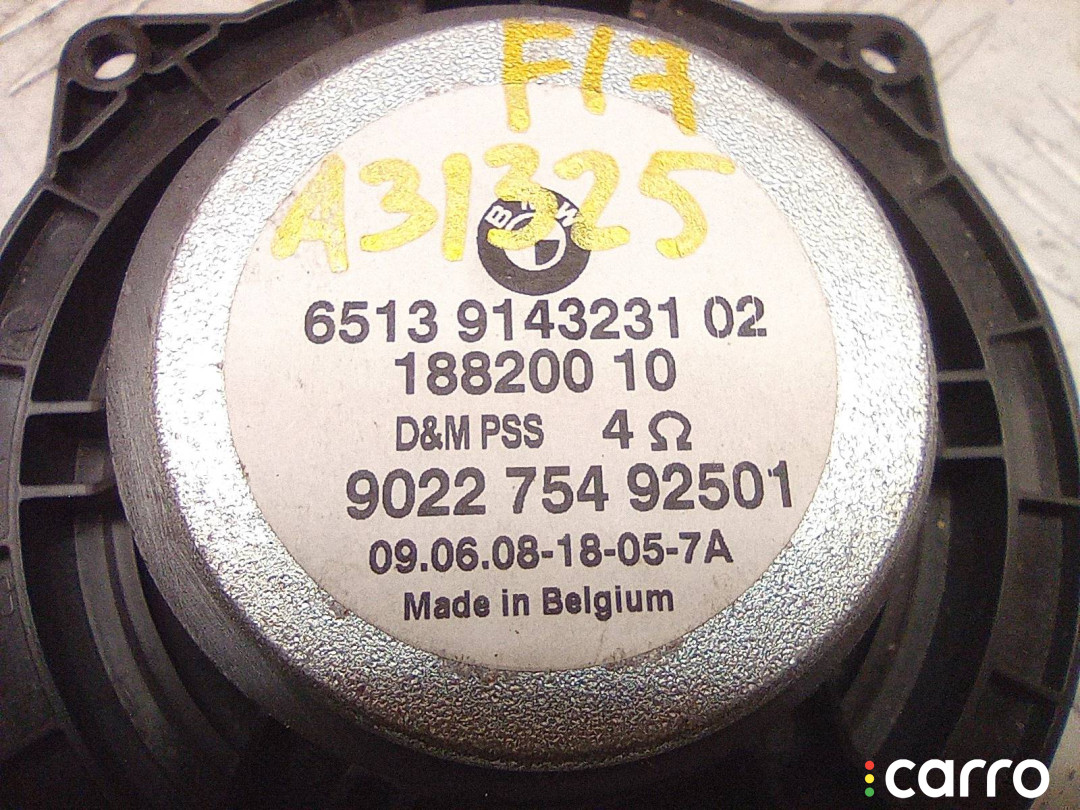 F17
A31325
BMW
6513 9143231 02
188200 10
D&M PSS 4 Ω
9022 754 92501
09.06.08-18-05-7A
Made in Belgium
carro